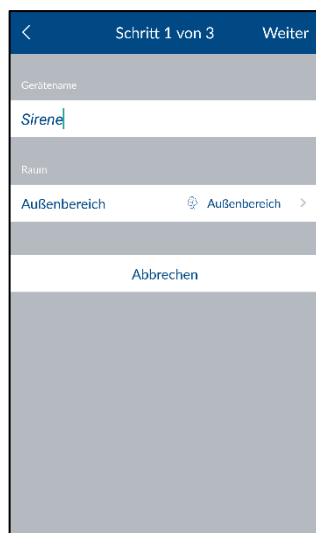 Schritt 1 von 3 Weiter
Gerätename
Sirene
Raum
Außenbereich Außenbereich
Abbrechen